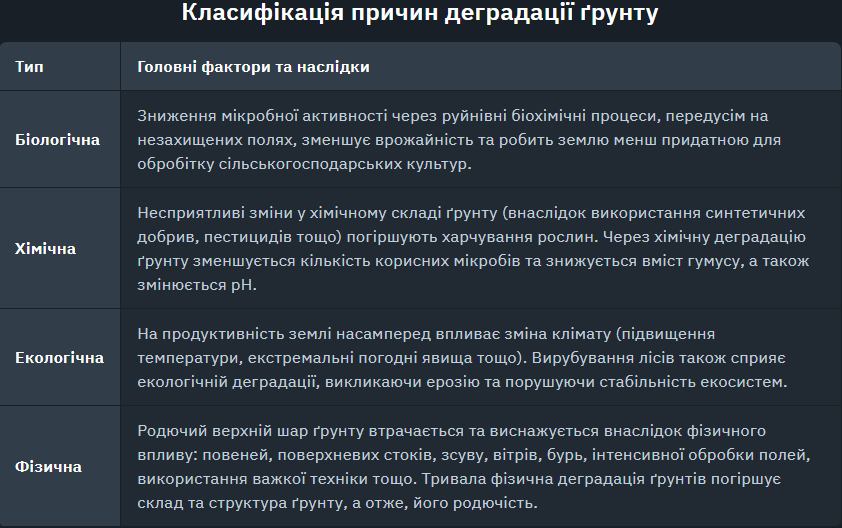 Класифікація причин деградації ґрунту
Тип
Головні фактори та наслідки
Біологічна
Зниження мікробної активності через руйнівні біохімічні процеси, передусім на
незахищених полях, зменшує врожайність та робить землю менш придатною для
обробітку сільськогосподарських культур.
Хімічна
Несприятливі зміни у хімічному складі ґрунту (внаслідок використання синтетичних
добрив, пестицидів тощо) погіршують харчування рослин. Через хімічну деградацію
ґрунту зменшується кількість корисних мікробів та знижується вміст гумусу, а також
змінюється pH.
Екологічна
На продуктивність землі насамперед впливає зміна клімату (підвищення
температури, екстремальні погодні явища тощо). Вирубування лісів також сприяє
екологічній деградації, викликаючи ерозію та порушуючи стабільність екосистем.
Фізична
Родючий верхній шар ґрунту втрачається та виснажується внаслідок фізичного
впливу: повеней, поверхневих стоків, зсуву, вітрів, бурь, інтенсивної обробки полей,
використання важкої техніки тощо. Тривала фізична деградація ґрунтів погіршує
склад та структура ґрунту, а отже, його родючість.